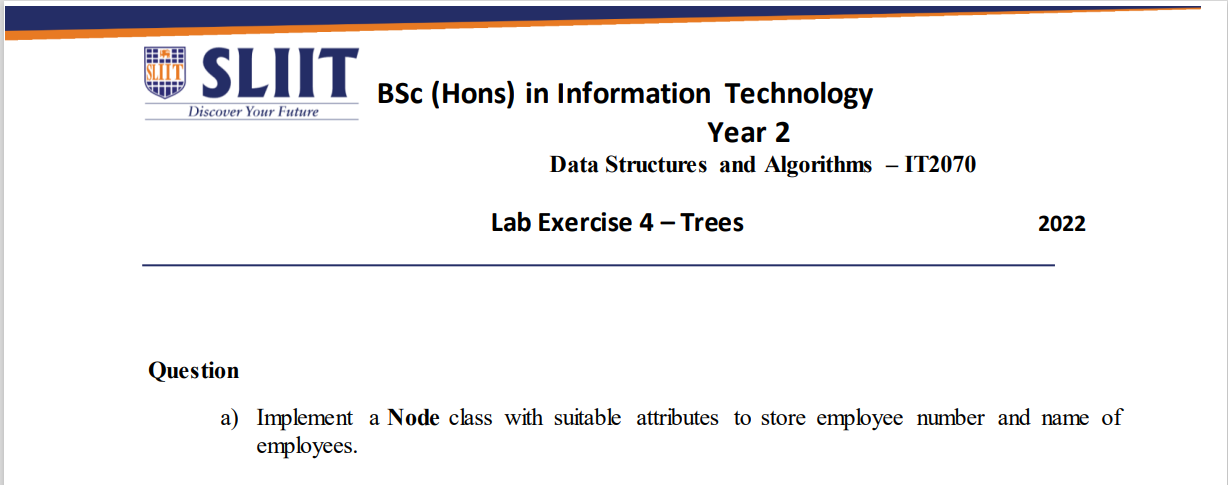 SLIIT
SLIIT
Discover Your Future
BSc (Hons) in Information Technology
Year 2
Data Structures and Algorithms – IT2070
Lab Exercise 4 – Trees 2022
Question
a) Implement a Node class with suitable attributes to store employee number and name of
employees.